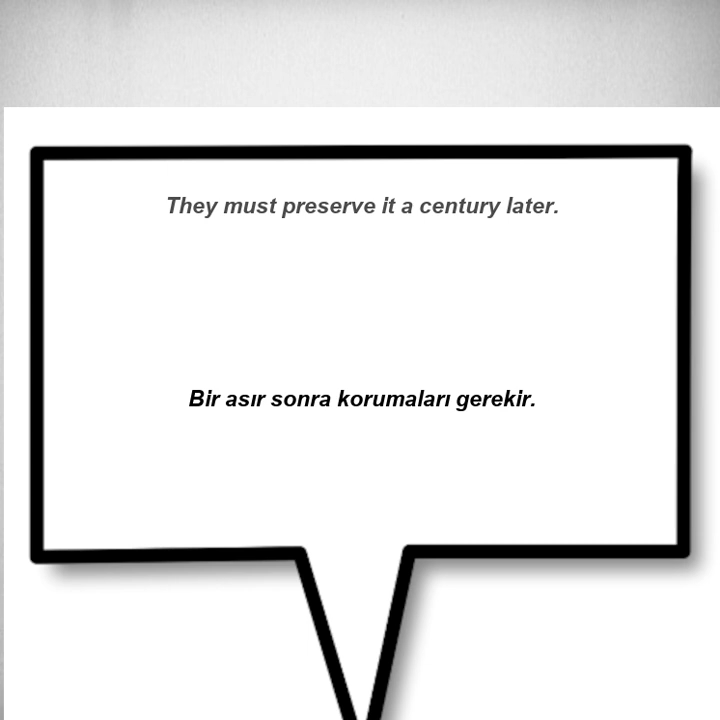 They must preserve it a century later.
Bir asır sonra korumaları gerekir.